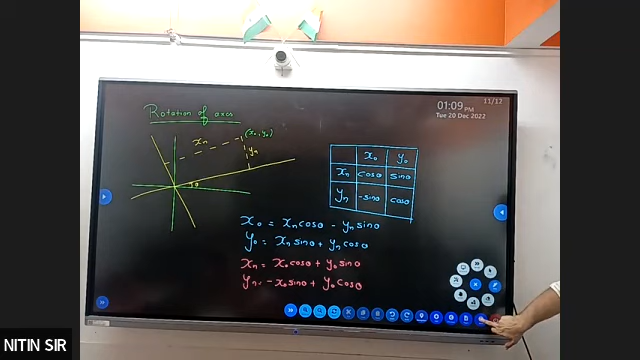 01:09 PM
Tue 20 Dec 2022
11/12
Rotation of axes
xn
(x₀, y₀)
yn
θ
x₀ y₀
xn cosθ sinθ
yn -sinθ cosθ
x₀ = xn cosθ - yn sinθ
y₀ = xn sinθ + yn cosθ
xn = x₀ cosθ + y₀ sinθ
yn = -x₀ sinθ + y₀ cosθ
NITIN SIR